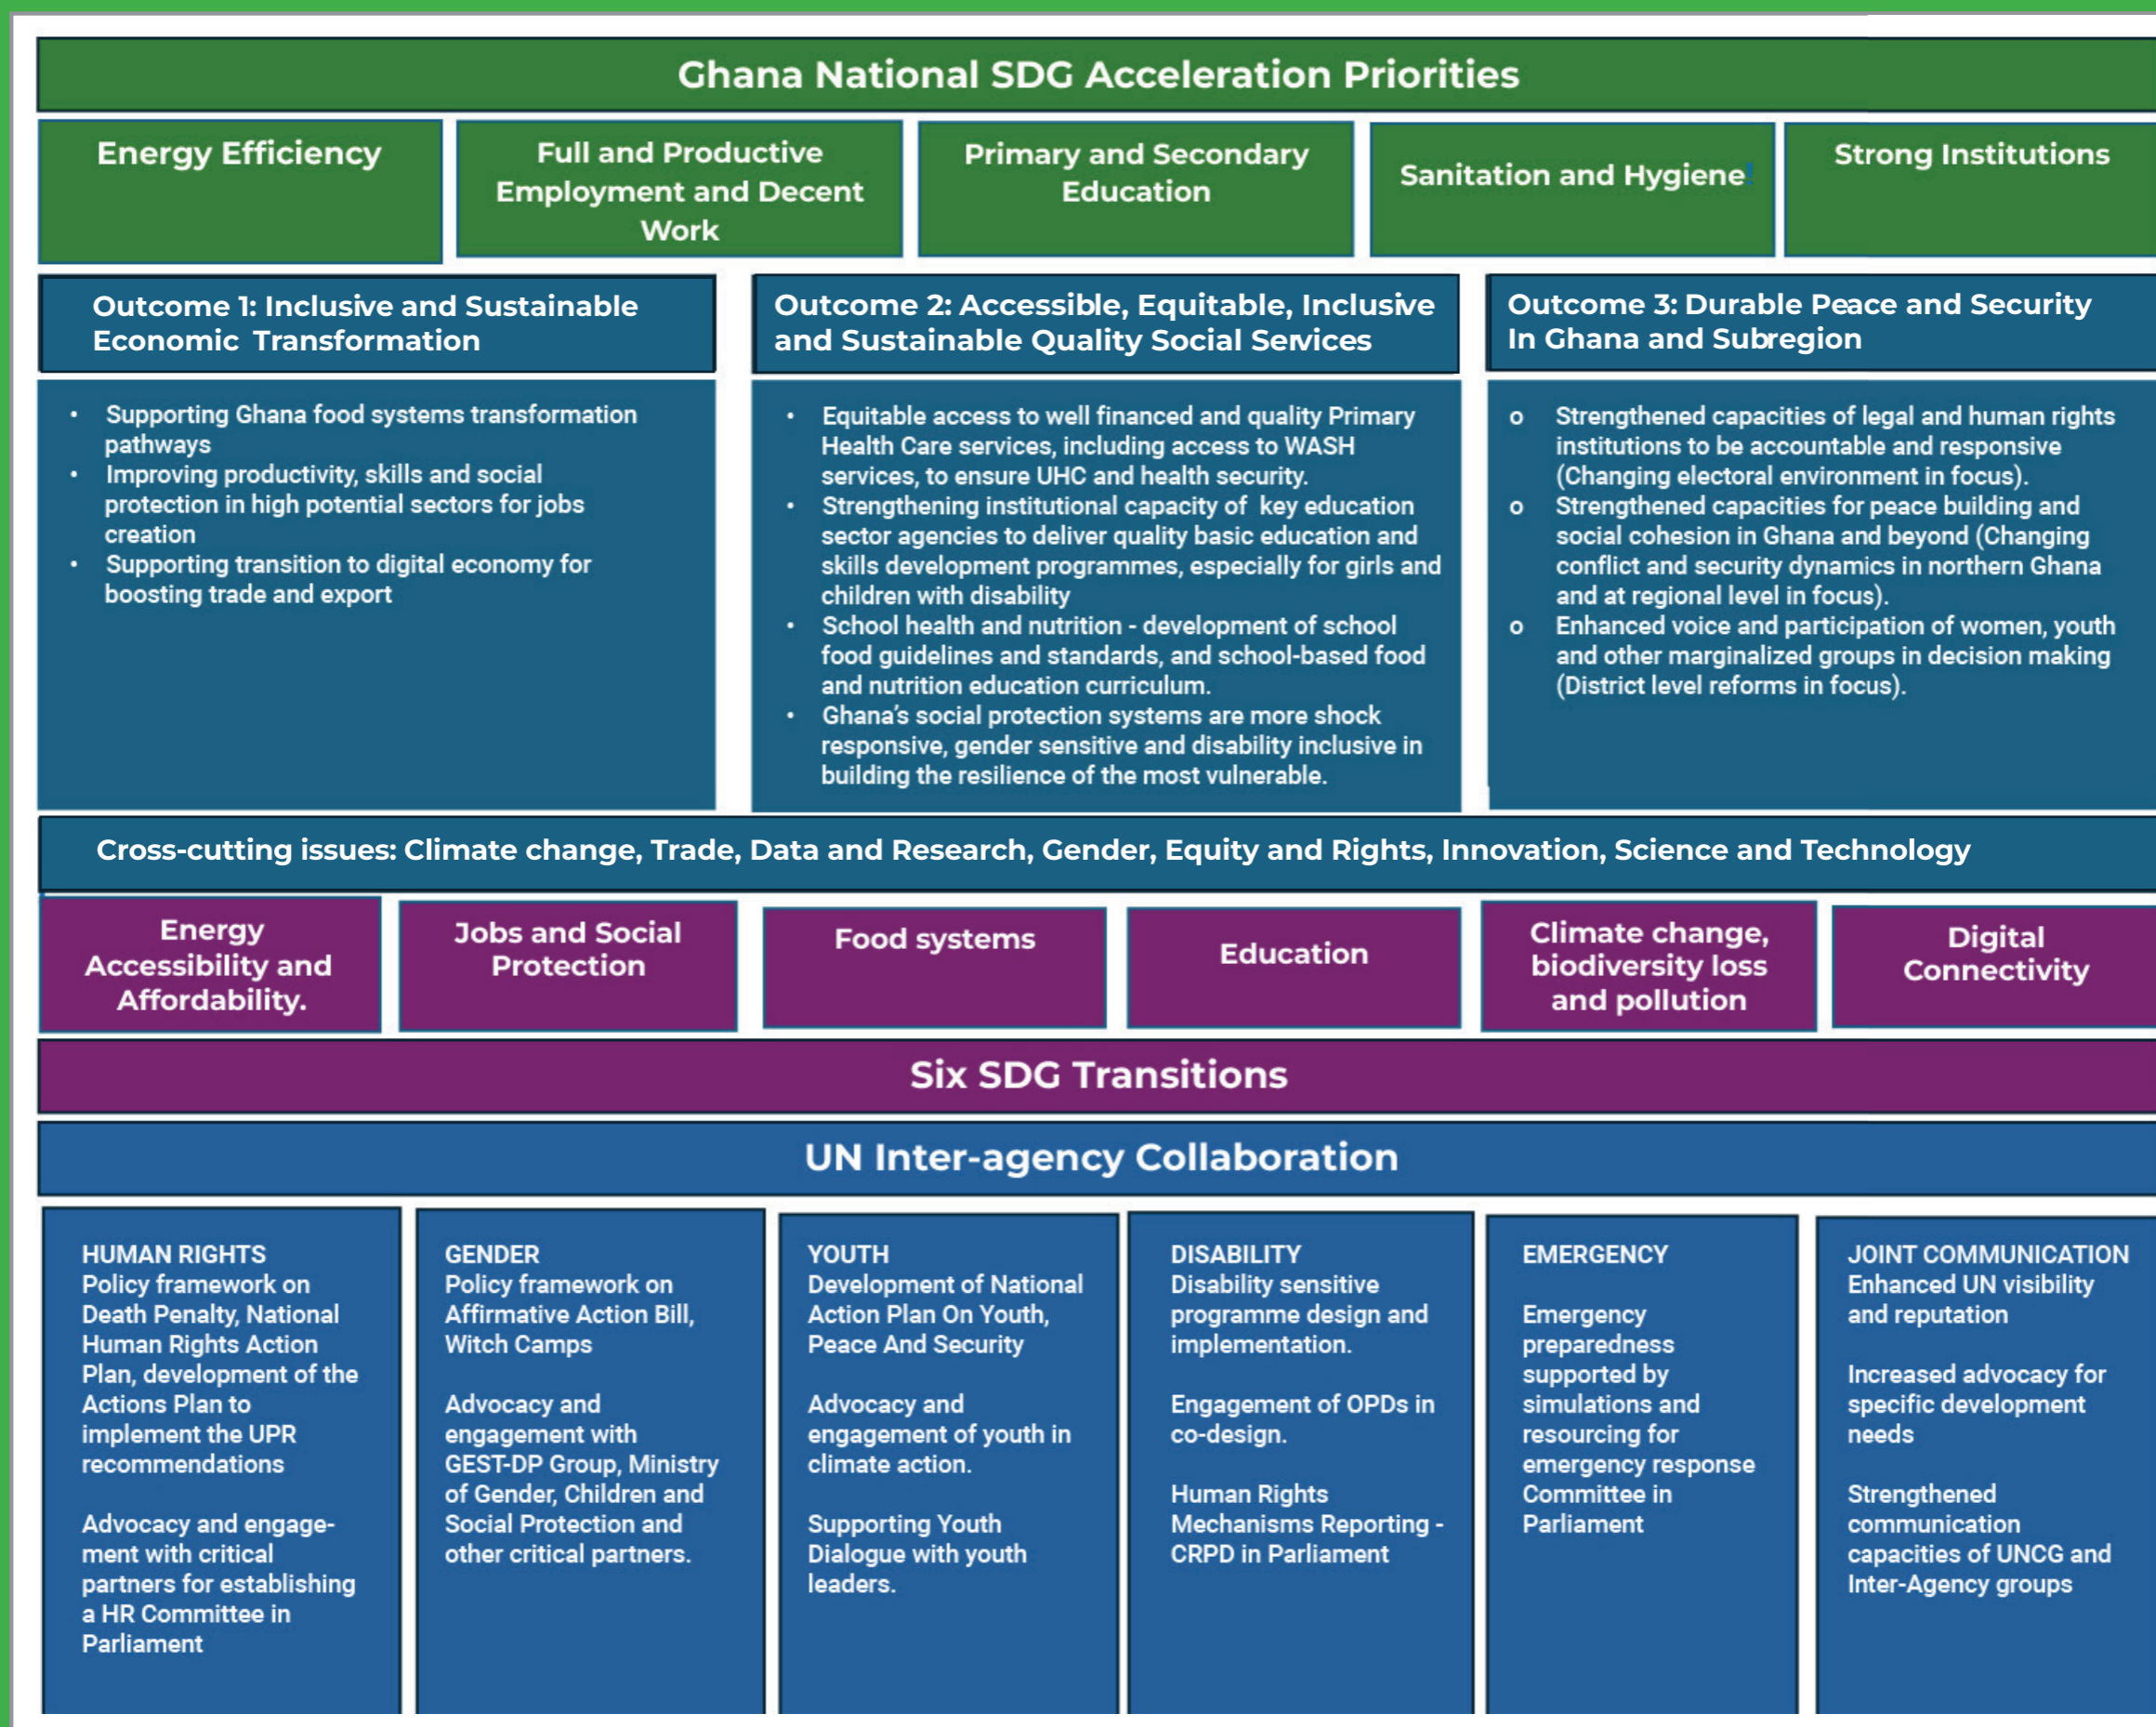 Ghana National SDG Acceleration Priorities
Energy Efficiency
Full and Productive
Employment and Decent
Work
Primary and Secondary
Education
Sanitation and Hygiene
Strong Institutions
Outcome 1: Inclusive and Sustainable
Economic Transformation
• Supporting Ghana food systems transformation
pathways
• Improving productivity, skills and social
protection in high potential sectors for jobs
creation
• Supporting transition to digital economy for
boosting trade and export
Outcome 2: Accessible, Equitable, Inclusive
and Sustainable Quality Social Services
• Equitable access to well financed and quality Primary
Health Care services, including access to WASH
services, to ensure UHC and health security.
• Strengthening institutional capacity of key education
sector agencies to deliver quality basic education and
skills development programmes, especially for girls and
children with disability
• School health and nutrition - development of school
food guidelines and standards, and school-based food
and nutrition education curriculum.
• Ghana’s social protection systems are more shock
responsive, gender sensitive and disability inclusive in
building the resilience of the most vulnerable.
Outcome 3: Durable Peace and Security
In Ghana and Subregion
o Strengthened capacities of legal and human rights
institutions to be accountable and responsive
(Changing electoral environment in focus).
o Strengthened capacities for peace building and
social cohesion in Ghana and beyond (Changing
conflict and security dynamics in northern Ghana
and at regional level in focus).
o Enhanced voice and participation of women, youth
and other marginalized groups in decision making
(District level reforms in focus).
Cross-cutting issues: Climate change, Trade, Data and Research, Gender, Equity and Rights, Innovation, Science and Technology
Energy
Accessibility and
Affordability.
Jobs and Social
Protection
Food systems
Education
Climate change,
biodiversity loss
and pollution
Digital
Connectivity
Six SDG Transitions
UN Inter-agency Collaboration
HUMAN RIGHTS
Policy framework on
Death Penalty, National
Human Rights Action
Plan, development of the
Actions Plan to
implement the UPR
recommendations
Advocacy and engage-
ment with critical
partners for establishing
a HR Committee in
Parliament
GENDER
Policy framework on
Affirmative Action Bill,
Witch Camps
Advocacy and
engagement with
GEST-DP Group, Ministry
of Gender, Children and
Social Protection and
other critical partners.
YOUTH
Development of National
Action Plan On Youth,
Peace And Security
Advocacy and
engagement of youth in
climate action.
Supporting Youth
Dialogue with youth
leaders.
DISABILITY
Disability sensitive
programme design and
implementation.
Engagement of OPDs in
co-design.
Human Rights
Mechanisms Reporting -
CRPD in Parliament
EMERGENCY
Emergency
preparedness
supported by
simulations and
resourcing for
emergency response
Committee in
Parliament
JOINT COMMUNICATION
Enhanced UN visibility
and reputation
Increased advocacy for
specific development
needs
Strengthened
communication
capacities of UNCG and
Inter-Agency groups